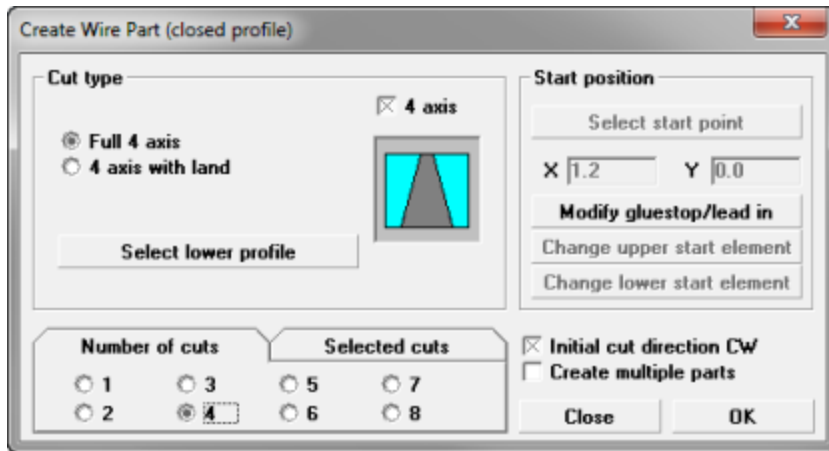 Create Wire Part (closed profile)
Cut type
4 axis
Full 4 axis
4 axis with land
Select lower profile
Start position
Select start point
X 1.2 Y 0.0
Modify gluestop/lead in
Change upper start element
Change lower start element
Number of cuts
Selected cuts
1 3 5 7
2 4 6 8
Initial cut direction CW
Create multiple parts
Close OK